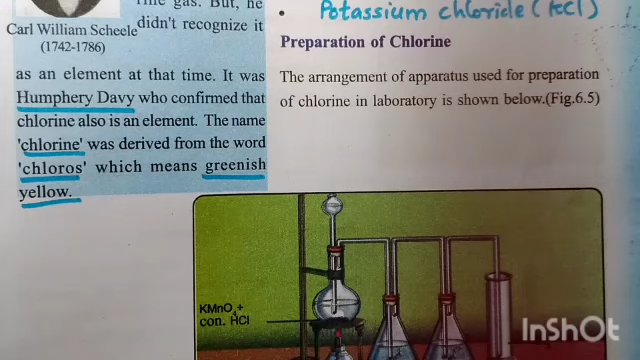 Carl William Scheele
(1742-1786)
gas. But, he
didn't recognize it
as an element at that time. It was
Humphery Davy who confirmed that
chlorine also is an element. The name
'chlorine' was derived from the word
'chloros' which means greenish
yellow.
• Potassium chloride (KCl)
Preparation of Chlorine
The arrangement of apparatus used for preparation
of chlorine in laboratory is shown below.(Fig.6.5)
KMnO4+
con. HCl
InShOt